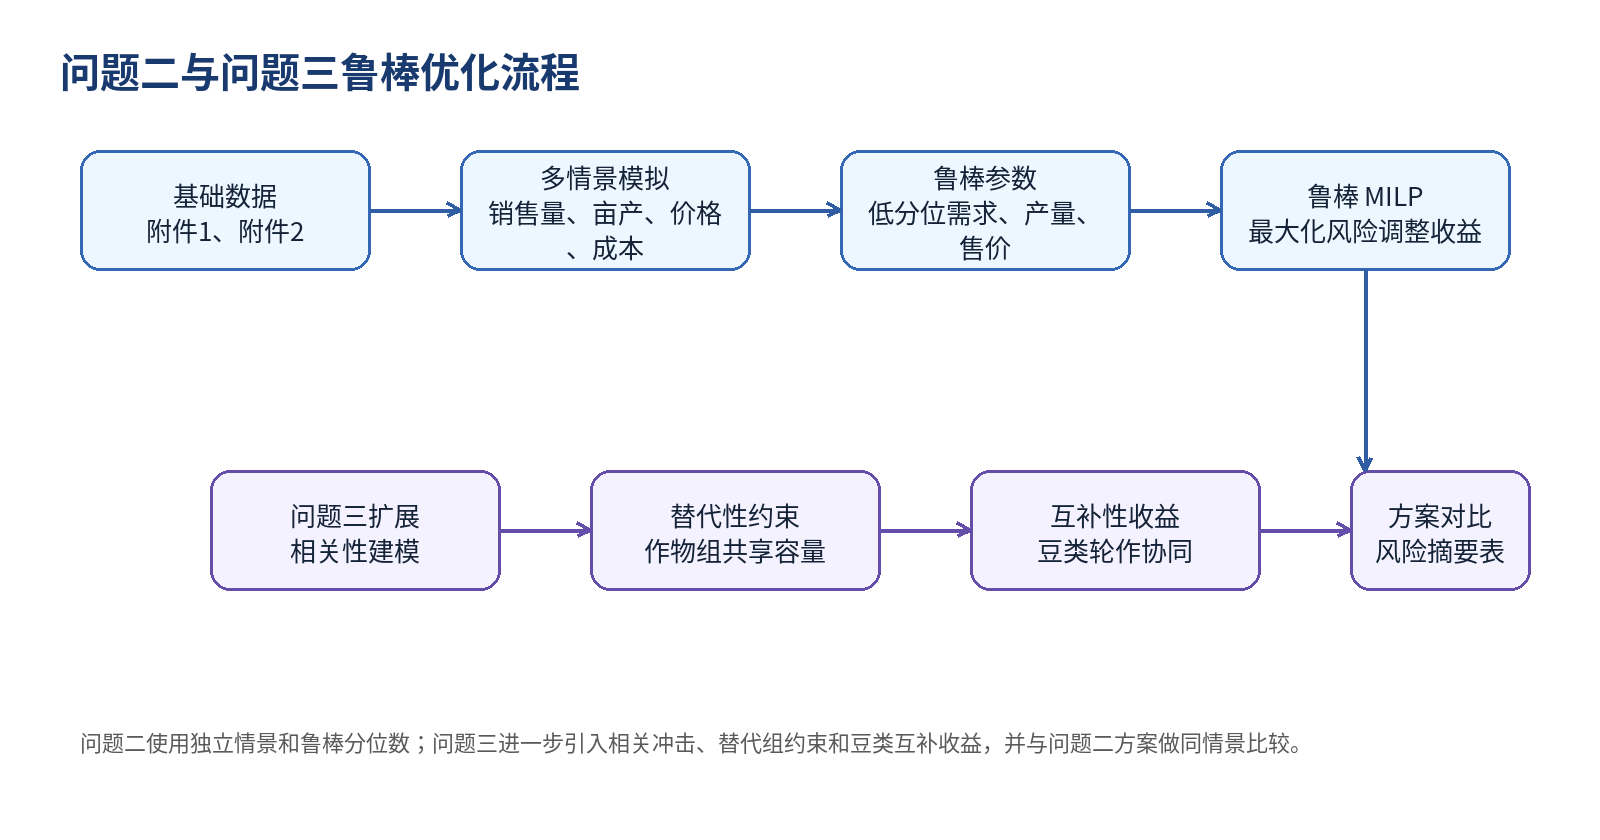 问题二与问题三鲁棒优化流程
基础数据
附件1、附件2
多情景模拟
销售量、亩产、价格
、成本
鲁棒参数
低分位需求、产量、
售价
鲁棒 MILP
最大化风险调整收益
问题三扩展
相关性建模
替代性约束
作物组共享容量
互补性收益
豆类轮作协同
方案对比
风险摘要表
问题二使用独立情景和鲁棒分位数；问题三进一步引入相关冲击、替代组约束和豆类互补收益，并与问题二方案做同情景比较。